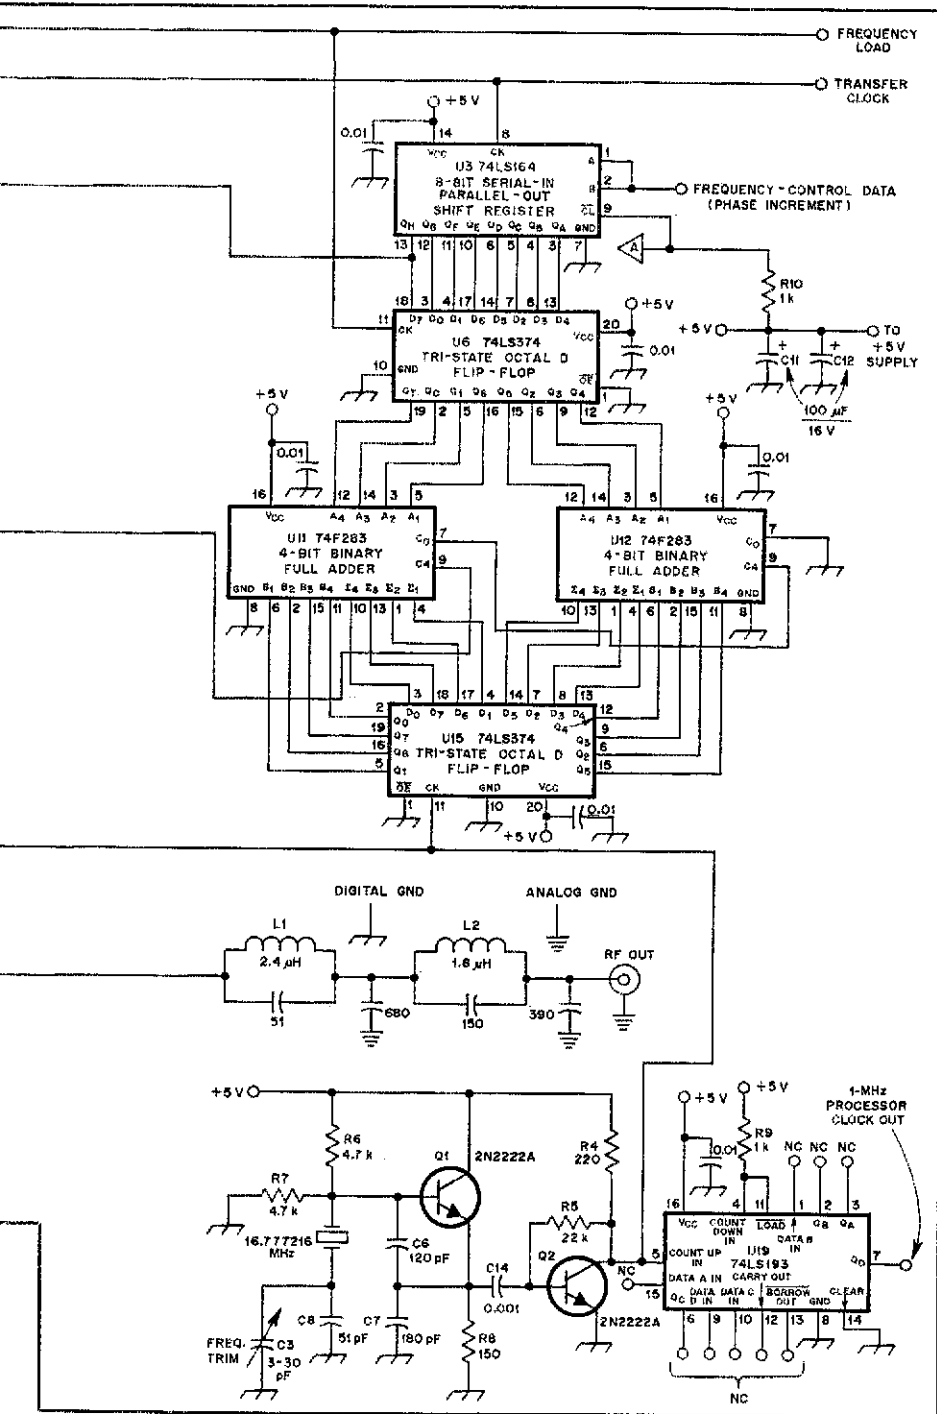 FREQUENCY
LOAD
TRANSFER
CLOCK
+5 V
0.01
14
8
VCC
CK
U3 74LS164
8-BIT SERIAL-IN
PARALLEL-OUT
SHIFT REGISTER
A
1
B
2
CL
9
FREQUENCY-CONTROL DATA
(PHASE INCREMENT)
QH QG QF QE QD QC QB QA GND
13 12 11 10 6 5 4 3 7
A
R10
1k
18 3 4 17 14 7 8 13
11
D7 D0 D1 D6 D5 D2 D3 D4
CK
U6 74LS374
TRI-STATE OCTAL D
FLIP-FLOP
20
VCC
+5V
0.01
10
GND
OE
1
Q7 Q0 Q1 Q6 Q5 Q2 Q3 Q4
19 2 5 16 15 6 9 12
+5V
TO
+5V
SUPPLY
+
C11
+
C12
100 µF
16 V
+5V
0.01
16 12 14 3 5
VCC A4 A3 A2 A1
U11 74F283
4-BIT BINARY
FULL ADDER
C0
7
C4
9
GND B1 B2 B3 B4 Σ4 Σ3 Σ2 Σ1
8 6 2 15 11 10 13 1 4
+5V
0.01
12 14 3 5 16
A4 A3 A2 A1 VCC
U12 74F283
4-BIT BINARY
FULL ADDER
7
C0
9
C4
Σ4 Σ3 Σ2 Σ1 B1 B2 B3 B4 GND
10 13 1 4 6 2 15 11 8
3 18 17 4 14 7 8 13
D0 D7 D6 D1 D5 D2 D3 D4
2
Q0
19
Q7
16
Q6
5
Q1
U15 74LS374
TRI-STATE OCTAL D
FLIP-FLOP
Q4
12
Q3
9
Q2
6
Q5
15
OE CK GND VCC
1 11 10 20
0.01
+5V
DIGITAL GND
ANALOG GND
L1
2.4 µH
51
680
L2
1.6 µH
150
390
RF OUT
+5V
R6
4.7 k
R7
4.7 k
16.777216
MHz
Q1
2N2222A
C6
120 pF
C8
51 pF
C7
180 pF
FREQ.
TRIM
C3
3-30
pF
R8
150
C14
0.001
R5
22 k
R4
220
Q2
2N2222A
+5V
0.01
+5V
R9
1k
NC
NC
NC
1-MHz
PROCESSOR
CLOCK OUT
16 4 11 1 2 3
VCC
COUNT
DOWN
IN
LOAD
DATA B
IN
QB
QA
5
COUNT UP
IN
U19
74LS193
QD
7
NC
15
DATA A IN
CARRY OUT
QC
DATA
D IN
DATA C
IN
BORROW
OUT
GND
CLEAR
6 9 10 12 13 8 14
NC